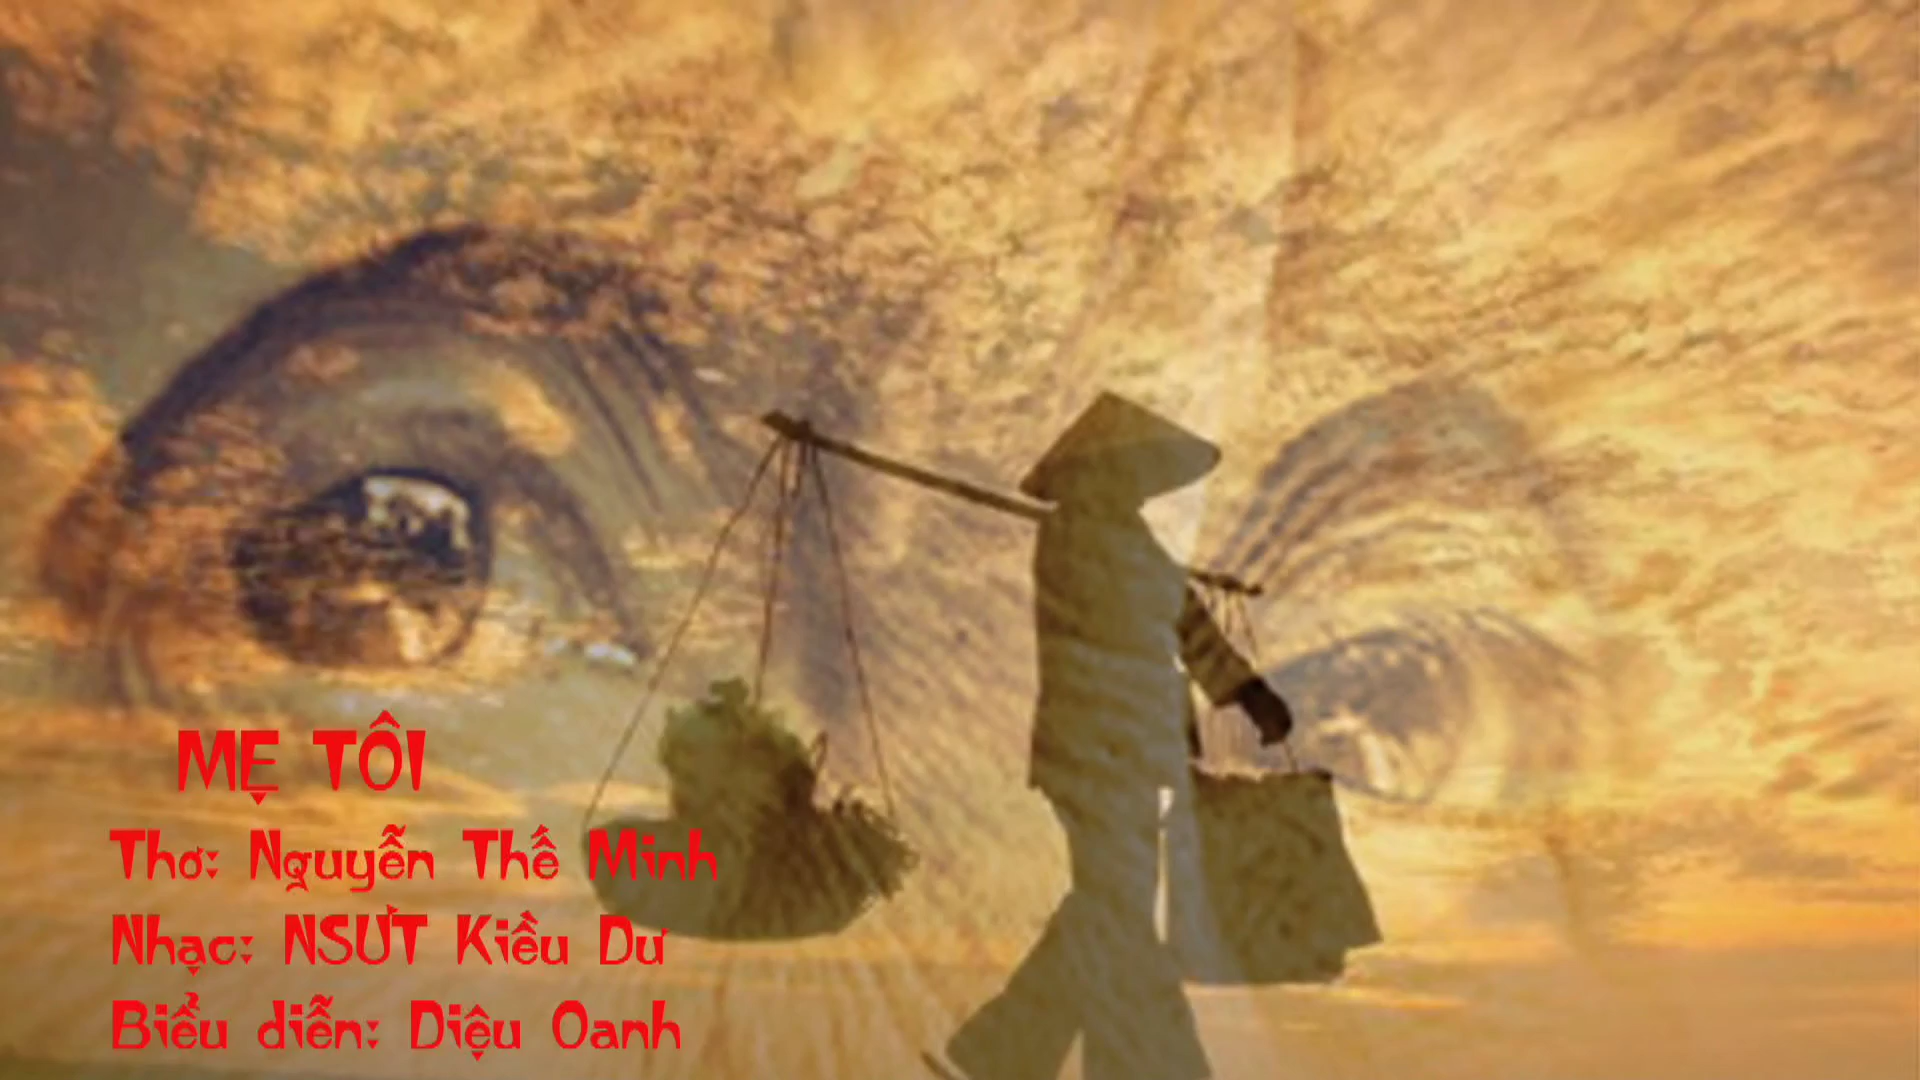 MẸ TÔI
Thơ: Nguyễn Thế Minh
Nhạc: NSƯT Kiều Dư
Biểu diễn: Diệu Oanh